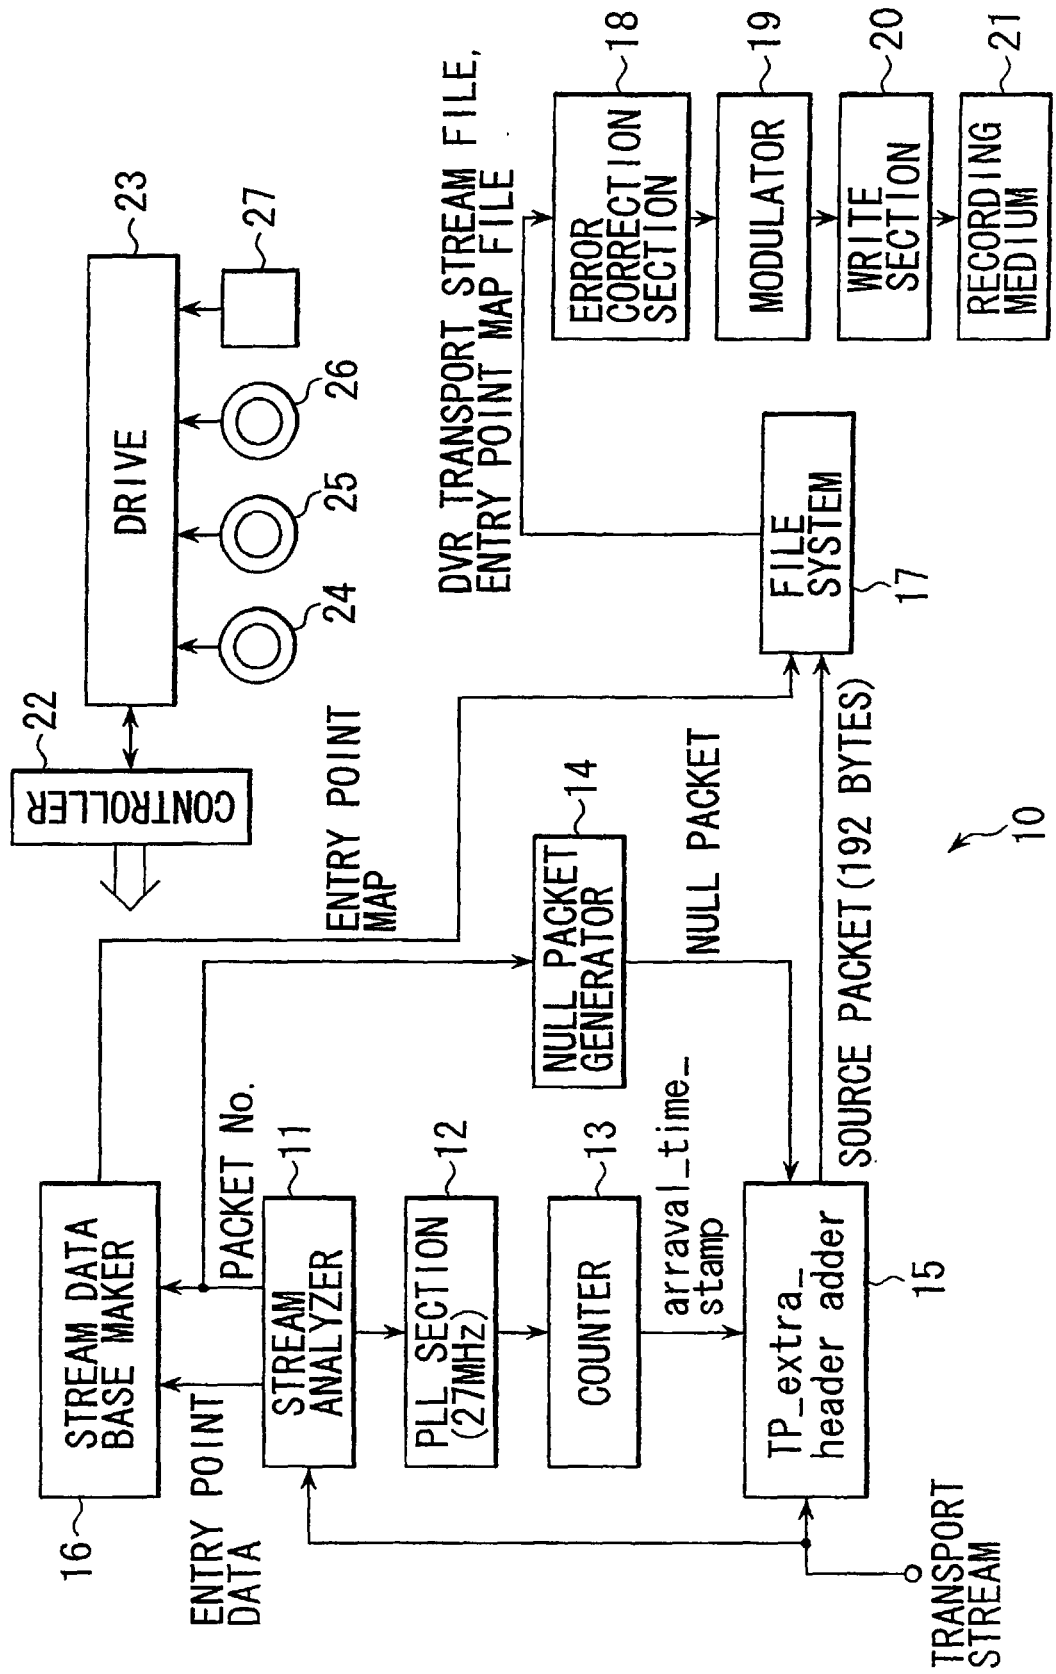 16
STREAM DATA
BASE MAKER
ENTRY POINT
DATA
PACKET No.
STREAM
ANALYZER
11
PLL SECTION
(27MHz)
12
COUNTER
13
arraval_time_
stamp
TP_extra_
header adder
15
TRANSPORT
STREAM
ENTRY POINT
MAP
NULL PACKET
GENERATOR
14
NULL PACKET
SOURCE PACKET(192 BYTES)
10
CONTROLLER
22
DRIVE
23
24
25
26
27
FILE
SYSTEM
17
DVR TRANSPORT STREAM FILE,
ENTRY POINT MAP FILE
ERROR
CORRECTION
SECTION
18
MODULATOR
19
WRITE
SECTION
20
RECORDING
MEDIUM
21